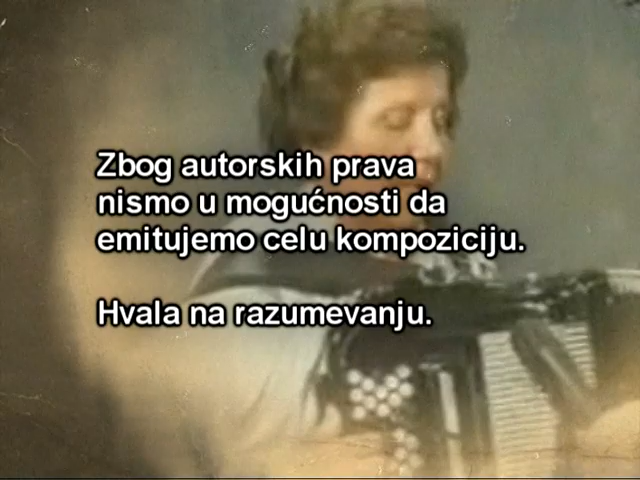 Zbog autorskih prava
nismo u mogućnosti da
emitujemo celu kompoziciju.
Hvala na razumevanju.